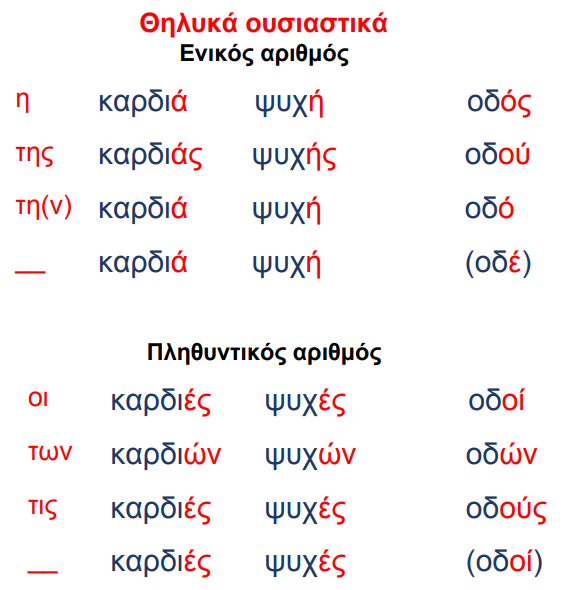 Θηλυκά ουσιαστικά
Ενικός αριθμός
η καρδιά ψυχή οδός
της καρδιάς ψυχής οδού
τη(ν) καρδιά ψυχή οδό
__ καρδιά ψυχή (οδέ)
Πληθυντικός αριθμός
οι καρδιές ψυχές οδοί
των καρδιών ψυχών οδών
τις καρδιές ψυχές οδούς
__ καρδιές ψυχές (οδοί)